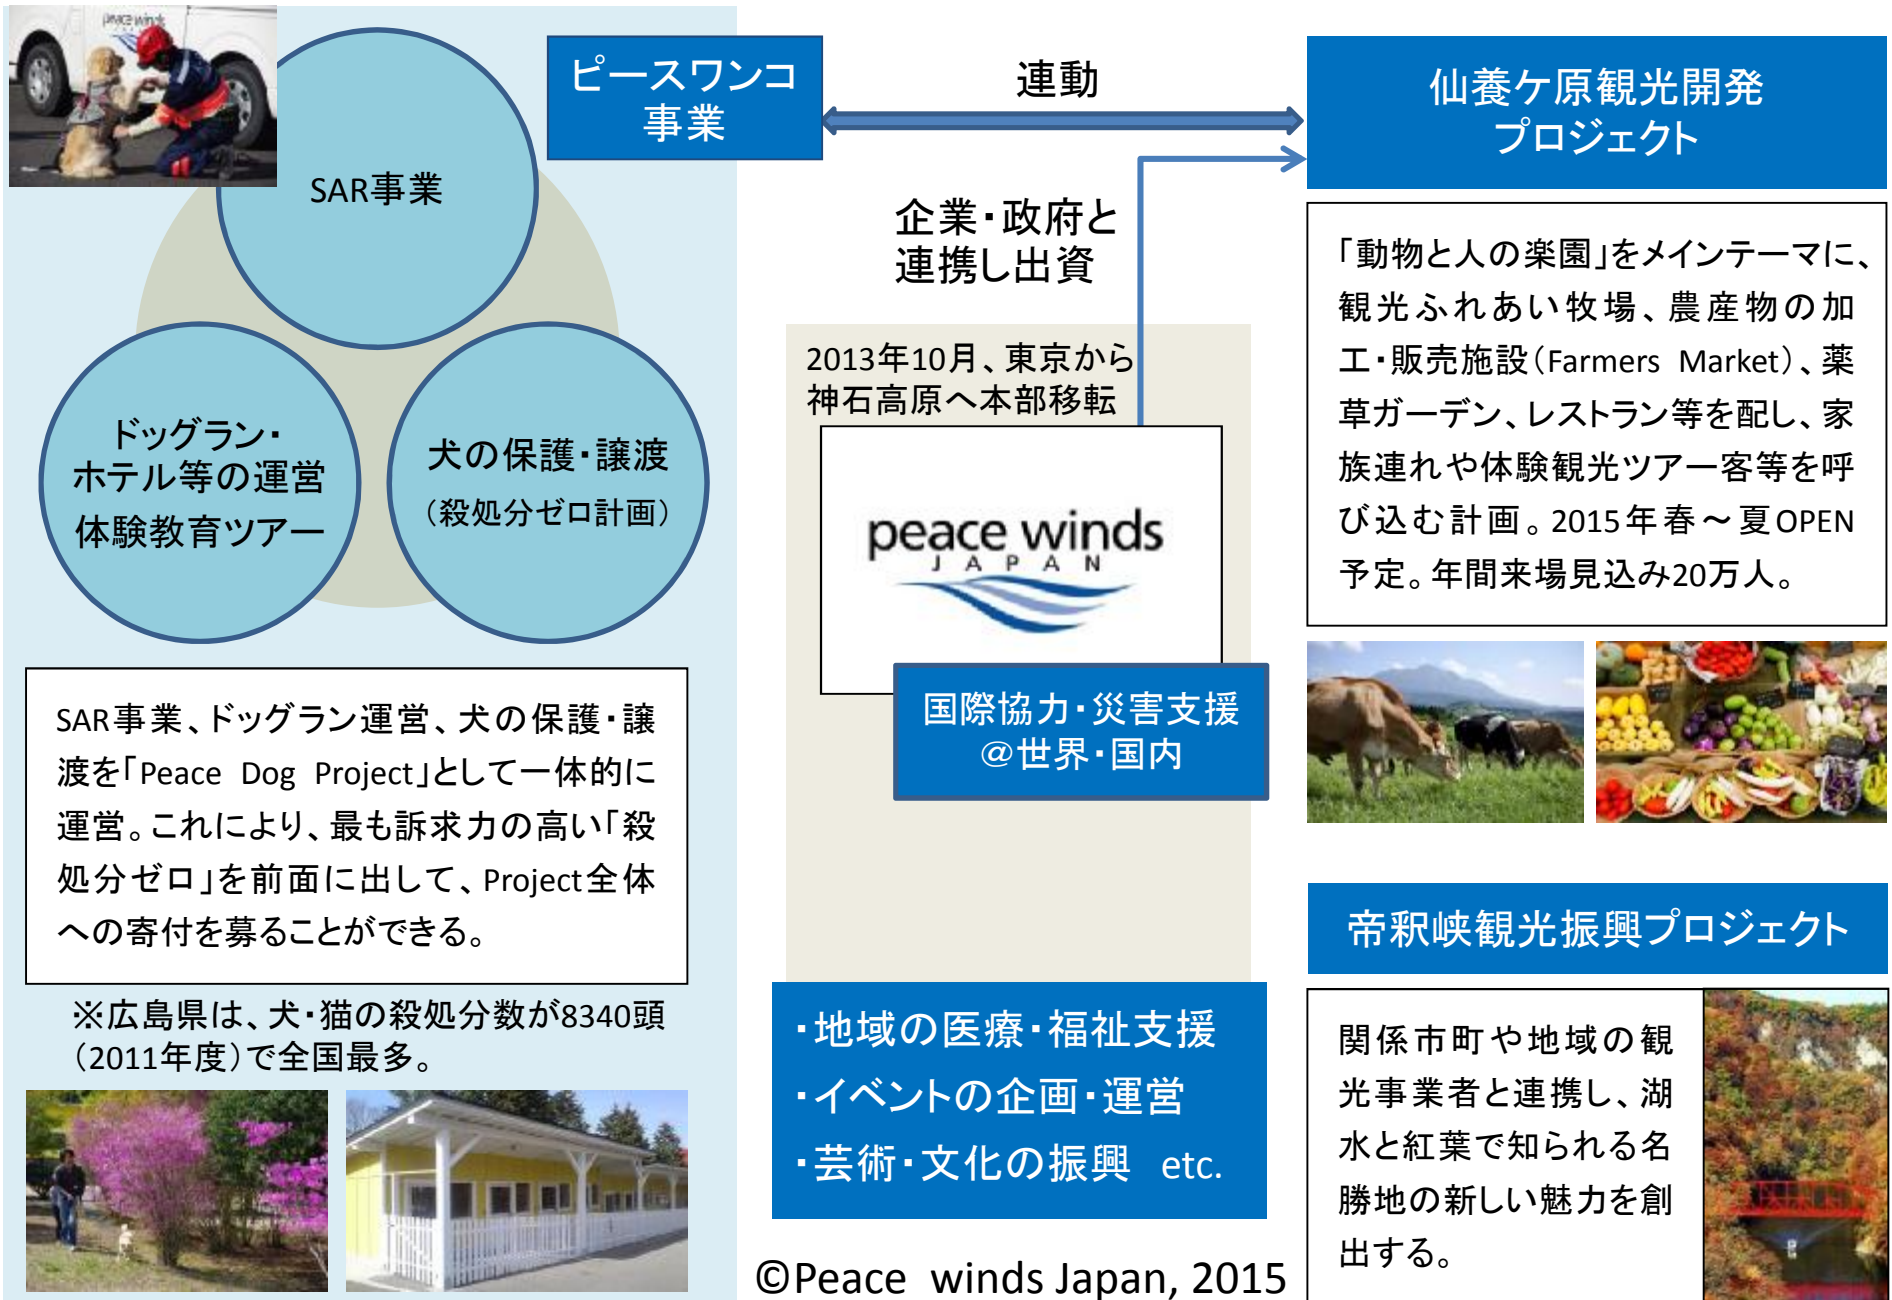 peace winds
SAR事業
ドッグラン・
ホテル等の運営
体験教育ツアー
犬の保護・譲渡
（殺処分ゼロ計画）
SAR事業、ドッグラン運営、犬の保護・譲
渡を「Peace Dog Project」として一体的に
運営。これにより、最も訴求力の高い「殺
処分ゼロ」を前面に出して、Project全体
への寄付を募ることができる。
※広島県は、犬・猫の殺処分数が8340頭
（2011年度）で全国最多。
ピースワンコ
事業
連動
企業・政府と
連携し出資
2013年10月、東京から
神石高原へ本部移転
peace winds
JAPAN
国際協力・災害支援
@世界・国内
・地域の医療・福祉支援
・イベントの企画・運営
・芸術・文化の振興 etc.
©Peace winds Japan, 2015
仙養ケ原観光開発
プロジェクト
「動物と人の楽園」をメインテーマに、
観光ふれあい牧場、農産物の加
工・販売施設（Farmers Market）、薬
草ガーデン、レストラン等を配し、家
族連れや体験観光ツアー客等を呼
び込む計画。2015年春～夏OPEN
予定。年間来場見込み20万人。
帝釈峡観光振興プロジェクト
関係市町や地域の観
光事業者と連携し、湖
水と紅葉で知られる名
勝地の新しい魅力を創
出する。